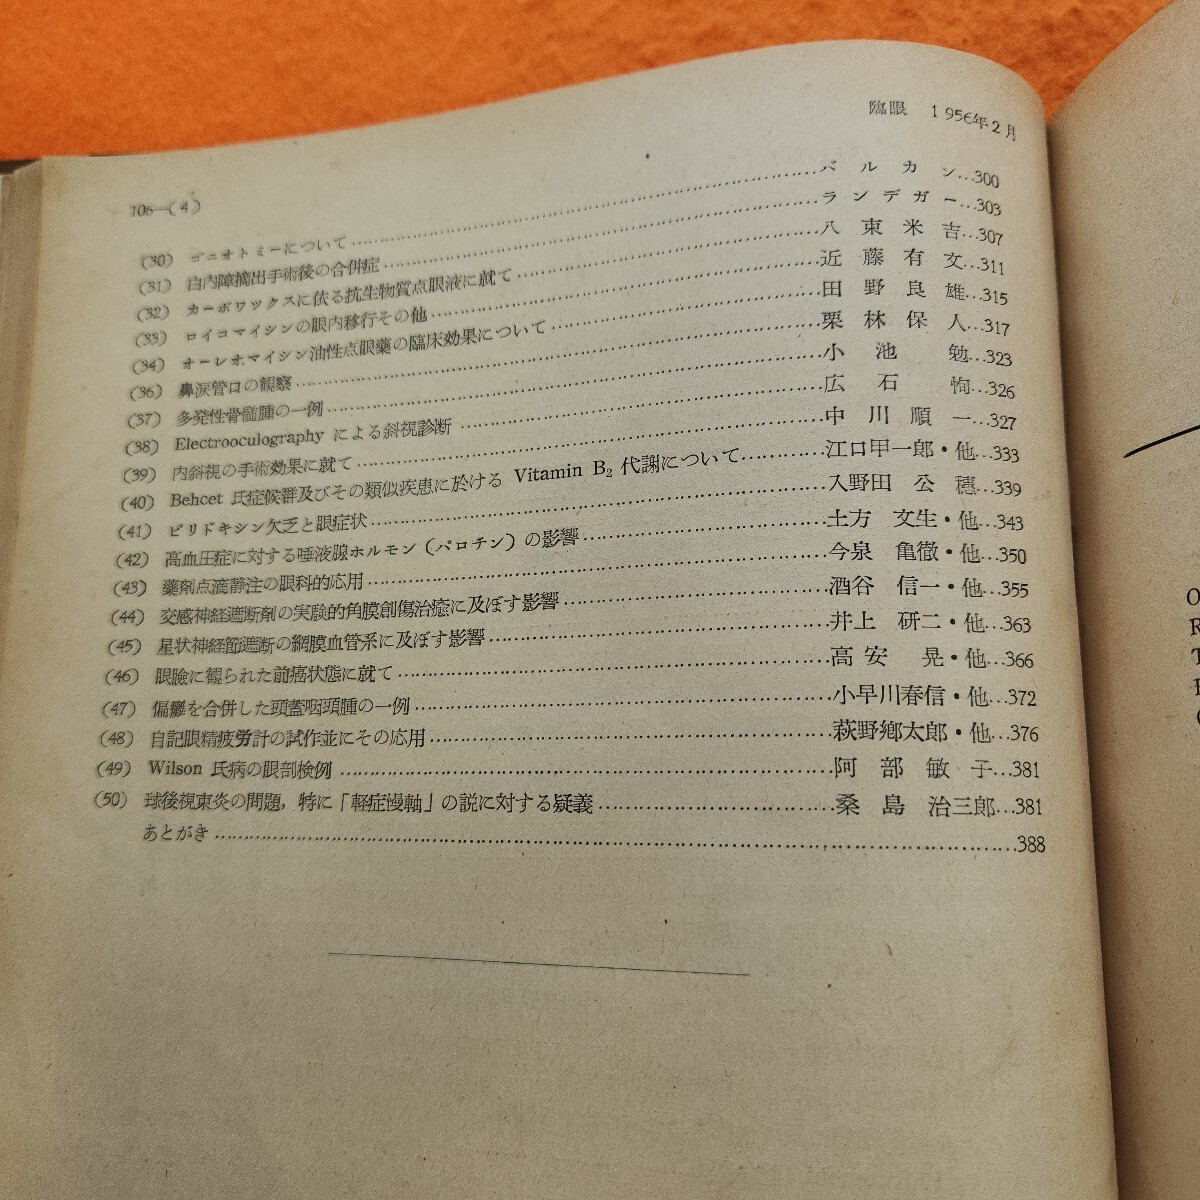 臨眼 1956年2月
106—(4)
(30) ゴニオトミーについて……バルカン…300
(31) 白内障摘出手術後の合併症……ランデガー…303
(32) カーボワックスに依る抗生物質点眼液に就て……八東米吉…307
(33) ロイコマイシンの眼内移行その他……近藤有文…311
(34) オーレオマイシン油性点眼薬の臨床効果について……田野良雄…315
(36) 鼻涙管口の観察……栗林保人…317
(37) 多発性骨髄腫の一例……小池勉…323
(38) Electrooculography による斜視診断……広石恂…326
(39) 内斜視の手術効果に就て……中川順一…327
(40) Behcet 氏症候群及びその類似疾患に於ける Vitamin B₂ 代謝について……江口甲一郎・他…333
(41) ピリドキシン欠乏と眼症状……入野田公穂…339
(42) 高血圧症に対する唾液腺ホルモン(パロチン)の影響……土方文生・他…343
(43) 薬剤点滴静注の眼科的応用……今泉亀徹・他…350
(44) 交感神経遮断剤の実験的角膜創傷治癒に及ぼす影響……酒谷信一・他…355
(45) 星状神経節遮断の網膜血管系に及ぼす影響……井上研二・他…363
(46) 眼瞼に観られた前癌状態に就て……高安晃・他…366
(47) 偏癱を合併した頭蓋咽頭腫の一例……小早川春信・他…372
(48) 自記眼精疲労計の試作並にその応用……萩野鄕太郎・他…376
(49) Wilson 氏病の眼剖検例……阿部敏子…381
(50) 球後視束炎の問題,特に「軽症慢軸」の説に対する疑義……桑島治三郎…381
あとがき……388